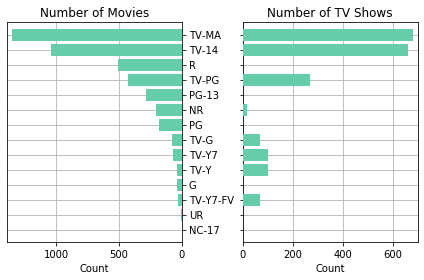 Number of Movies
Number of TV Shows
TV-MA
TV-14
R
TV-PG
PG-13
NR
PG
TV-G
TV-Y7
TV-Y
G
TV-Y7-FV
UR
NC-17
1000 500 0
0 200 400 600
Count
Count